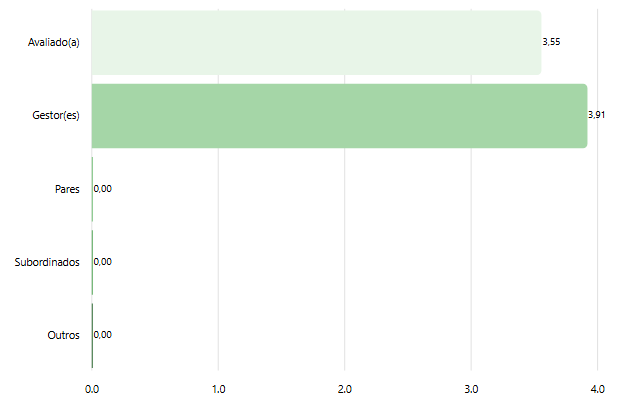 Avaliado(a) 3,55
Gestor(es) 3,91
Pares 0,00
Subordinados 0,00
Outros 0,00
0.0 1.0 2.0 3.0 4.0